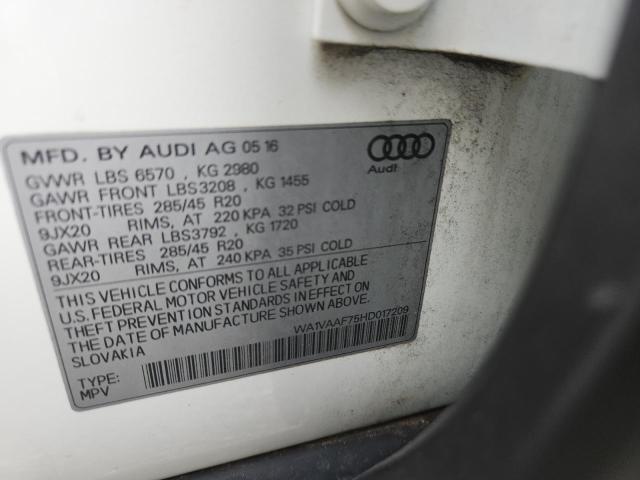 MFD. BY AUDI AG 05 16
GVWR LBS 6570 , KG 2980
GAWR FRONT LBS3208 , KG 1455
FRONT-TIRES 285/45 R20
9JX20 RIMS, AT 220 KPA 32 PSI COLD
GAWR REAR LBS3792 , KG 1720
REAR-TIRES 285/45 R20
9JX20 RIMS, AT 240 KPA 35 PSI COLD
THIS VEHICLE CONFORMS TO ALL APPLICABLE
U.S. FEDERAL MOTOR VEHICLE SAFETY AND
THEFT PREVENTION STANDARDS IN EFFECT ON
THE DATE OF MANUFACTURE SHOWN ABOVE.
SLOVAKIA
WA1VAAF75HD017209
TYPE:
MPV
Audi